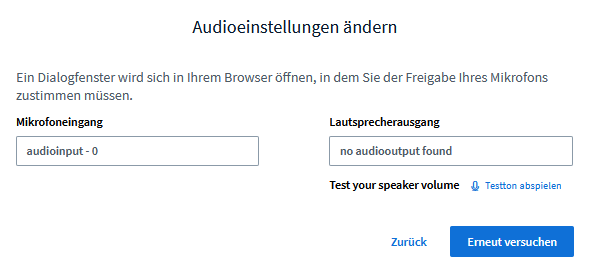 Audioeinstellungen ändern
Ein Dialogfenster wird sich in Ihrem Browser öffnen, in dem Sie der Freigabe Ihres Mikrofons
zustimmen müssen.
Mikrofoneingang
Lautsprecherausgang
audioinput - 0
no audiooutput found
Test your speaker volume
Testton abspielen
Zurück
Erneut versuchen